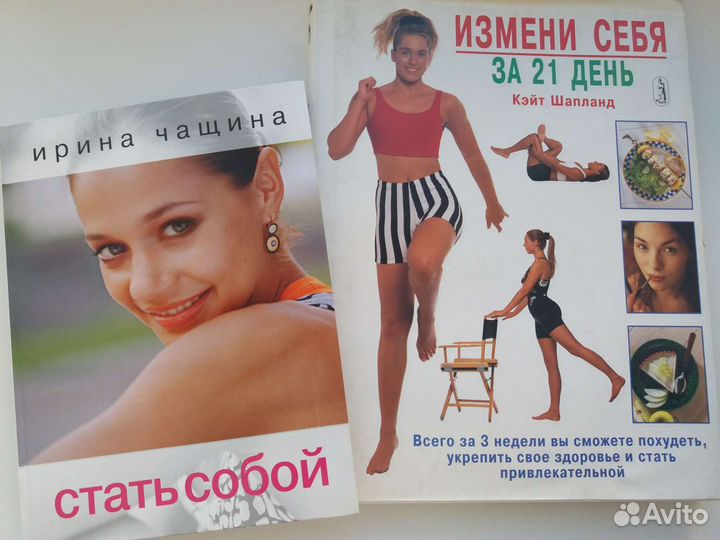 ирина чащина
стать собой
ИЗМЕНИ СЕБЯ
ЗА 21 ДЕНЬ
Кэйт Шапланд
Всего за 3 недели вы сможете похудеть,
укрепить свое здоровье и стать
привлекательной
Avito